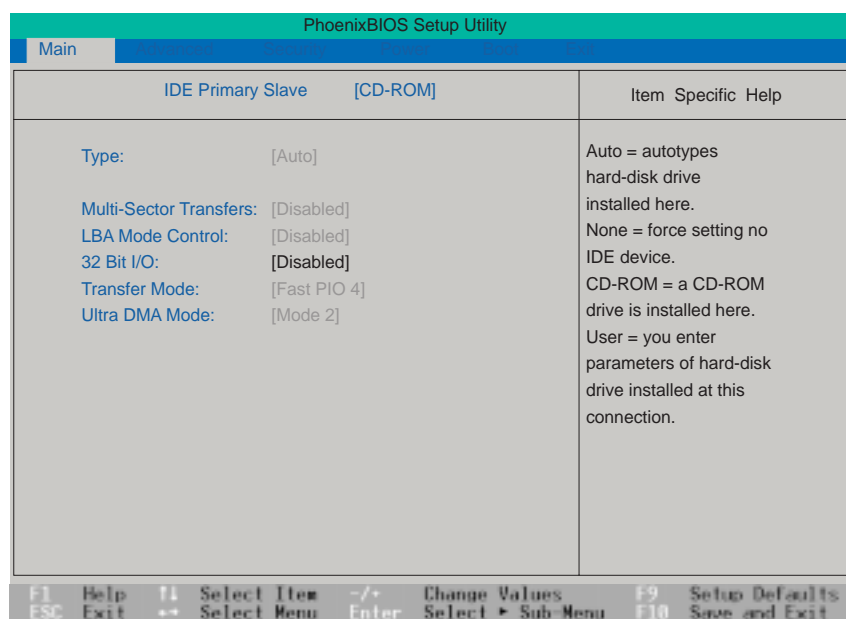 PhoenixBIOS Setup Utility
Main Advanced Security Power Boot Exit
IDE Primary Slave [CD-ROM]
Item Specific Help
Type: [Auto]
Multi-Sector Transfers: [Disabled]
LBA Mode Control: [Disabled]
32 Bit I/O: [Disabled]
Transfer Mode: [Fast PIO 4]
Ultra DMA Mode: [Mode 2]
Auto = autotypes
hard-disk drive
installed here.
None = force setting no
IDE device.
CD-ROM = a CD-ROM
drive is installed here.
User = you enter
parameters of hard-disk
drive installed at this
connection.
F1 Help ↑↓ Select Item -/+ Change Values F9 Setup Defaults
ESC Exit ←→ Select Menu Enter Select ► Sub-Menu F10 Save and Exit